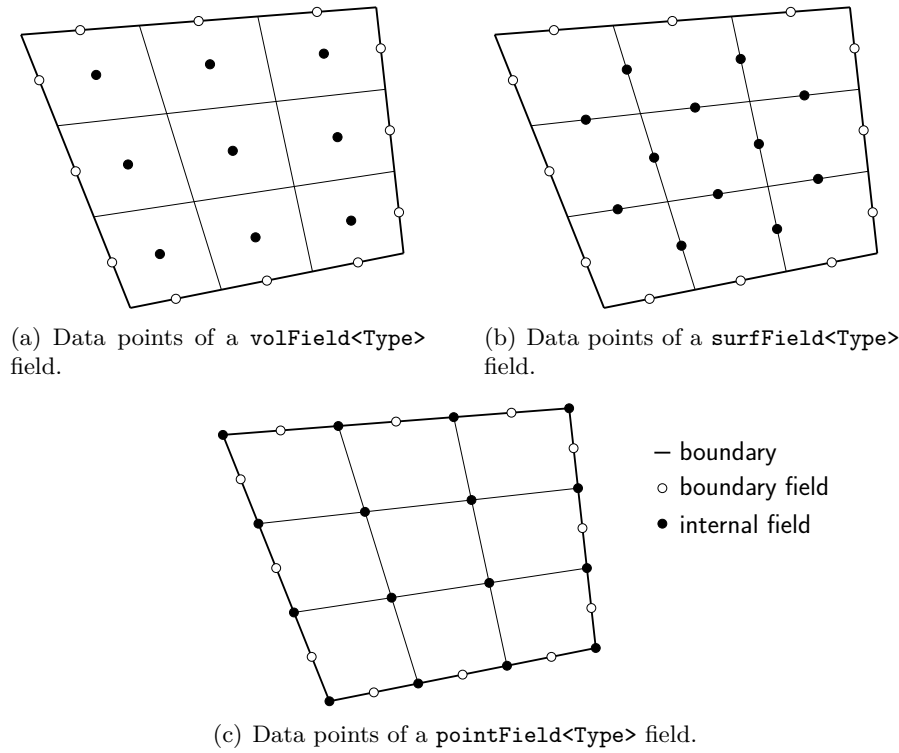 (a) Data points of a volField<Type>
field.
(b) Data points of a surfField<Type>
field.
boundary
boundary field
internal field
(c) Data points of a pointField<Type> field.